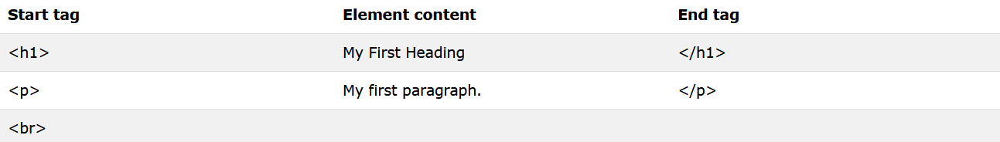 Start tag Element content End tag
<h1> My First Heading </h1>
<p> My first paragraph. </p>
<br>